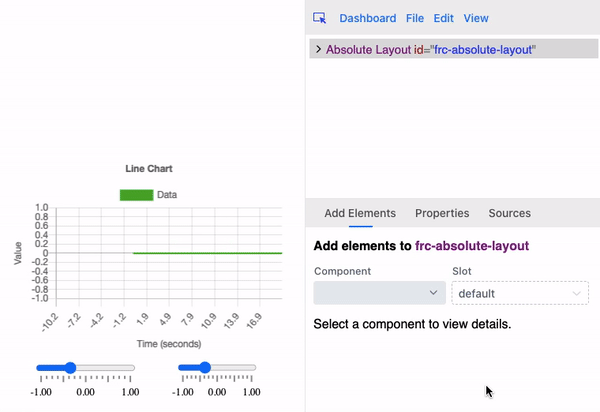 Dashboard File Edit View
> Absolute Layout id="frc-absolute-layout"
Line Chart
Data
1.0
0.8
0.6
0.4
0.2
0
-0.2
-0.4
-0.6
-0.8
-1.0
Value
-10.2 -7.2 -4.2 -1.2 1.9 4.9 7.9 10.9 13.9 16.9
Time (seconds)
-1.00 0.00 1.00
-1.00 0.00 1.00
Add Elements Properties Sources
Add elements to frc-absolute-layout
Component Slot
default
Select a component to view details.